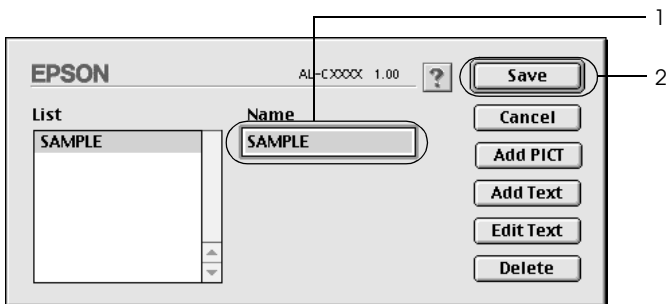 1
EPSON
AL-CXXXX 1.00
?
Save
2
List
Name
Cancel
SAMPLE
SAMPLE
Add PICT
Add Text
Edit Text
Delete